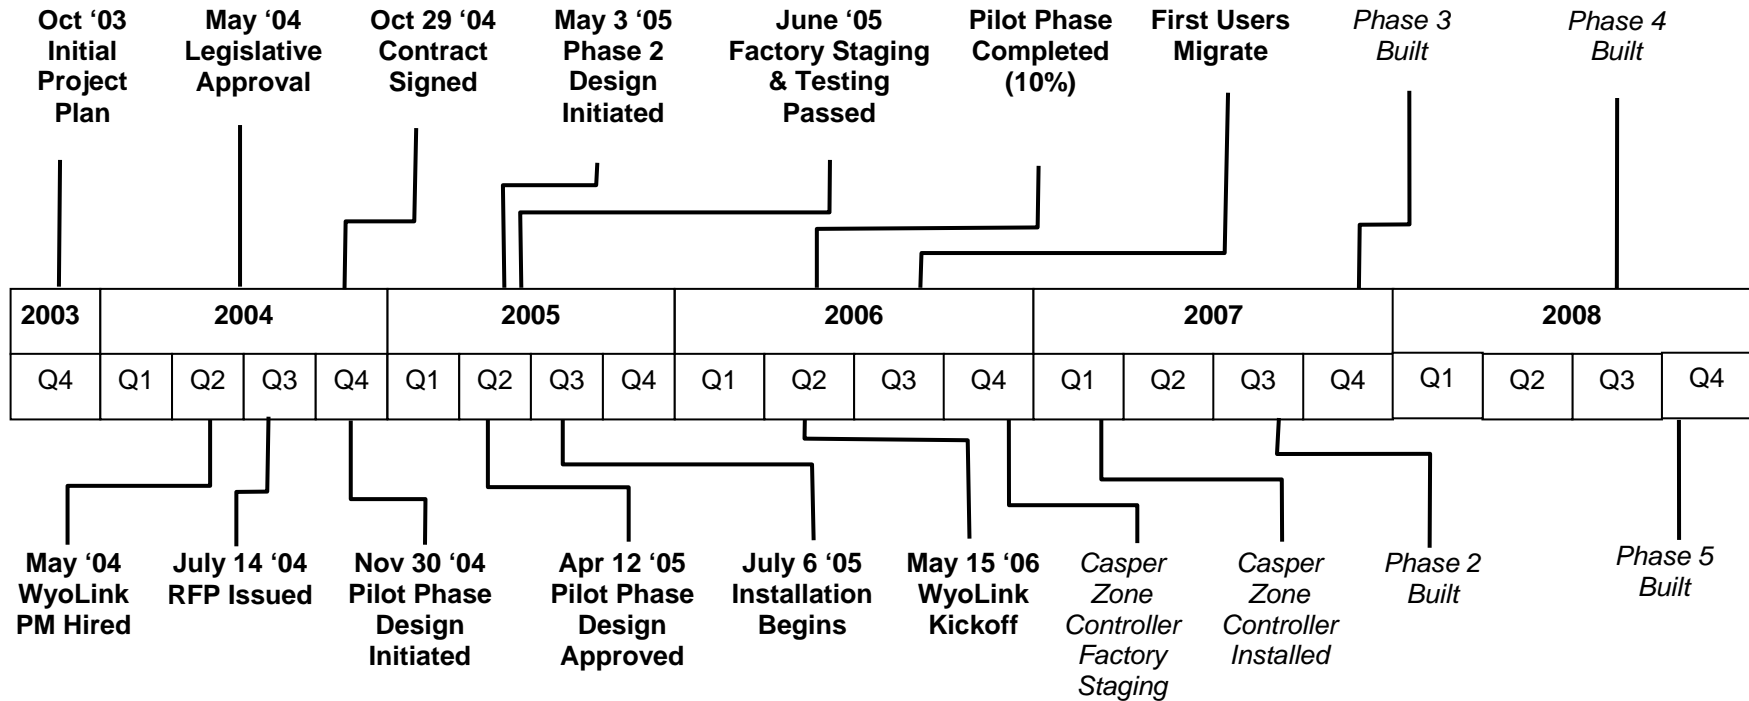 Oct ‘03
Initial
Project
Plan
May ‘04
Legislative
Approval
Oct 29 ‘04
Contract
Signed
May 3 ‘05
Phase 2
Design
Initiated
June ‘05
Factory Staging
& Testing
Passed
Pilot Phase
Completed
(10%)
First Users
Migrate
Phase 3
Built
Phase 4
Built
2003 2004 2005 2006 2007 2008
Q4 Q1 Q2 Q3 Q4 Q1 Q2 Q3 Q4 Q1 Q2 Q3 Q4 Q1 Q2 Q3 Q4 Q1 Q2 Q3 Q4
May ‘04
WyoLink
PM Hired
July 14 ‘04
RFP Issued
Nov 30 ‘04
Pilot Phase
Design
Initiated
Apr 12 ‘05
Pilot Phase
Design
Approved
July 6 ‘05
Installation
Begins
May 15 ‘06
WyoLink
Kickoff
Casper
Zone
Controller
Factory
Staging
Casper
Zone
Controller
Installed
Phase 2
Built
Phase 5
Built